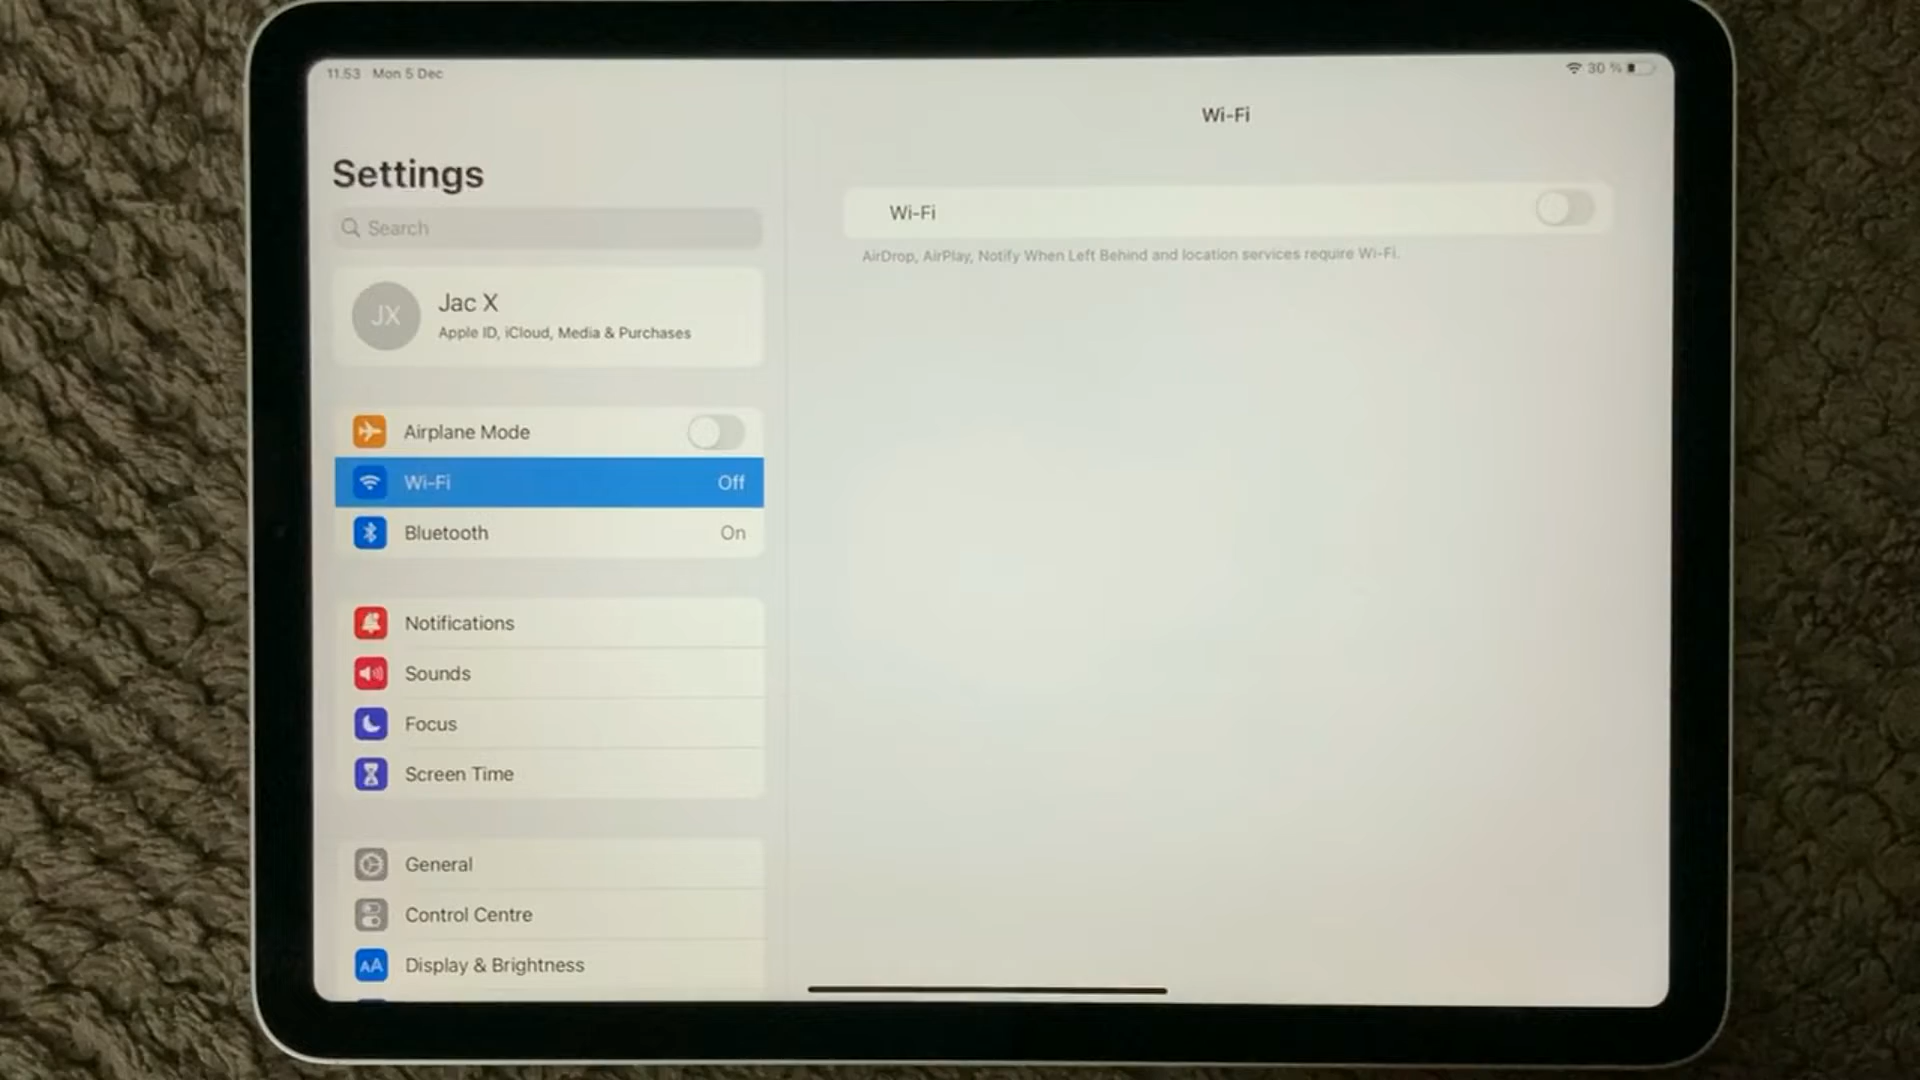 11.53 Mon 5 Dec
30 %
Settings
Search
JX
Jac X
Apple ID, iCloud, Media & Purchases
Airplane Mode
Wi-Fi Off
Bluetooth On
Notifications
Sounds
Focus
Screen Time
General
Control Centre
AA Display & Brightness
Wi-Fi
Wi-Fi
AirDrop, AirPlay, Notify When Left Behind and location services require Wi-Fi.